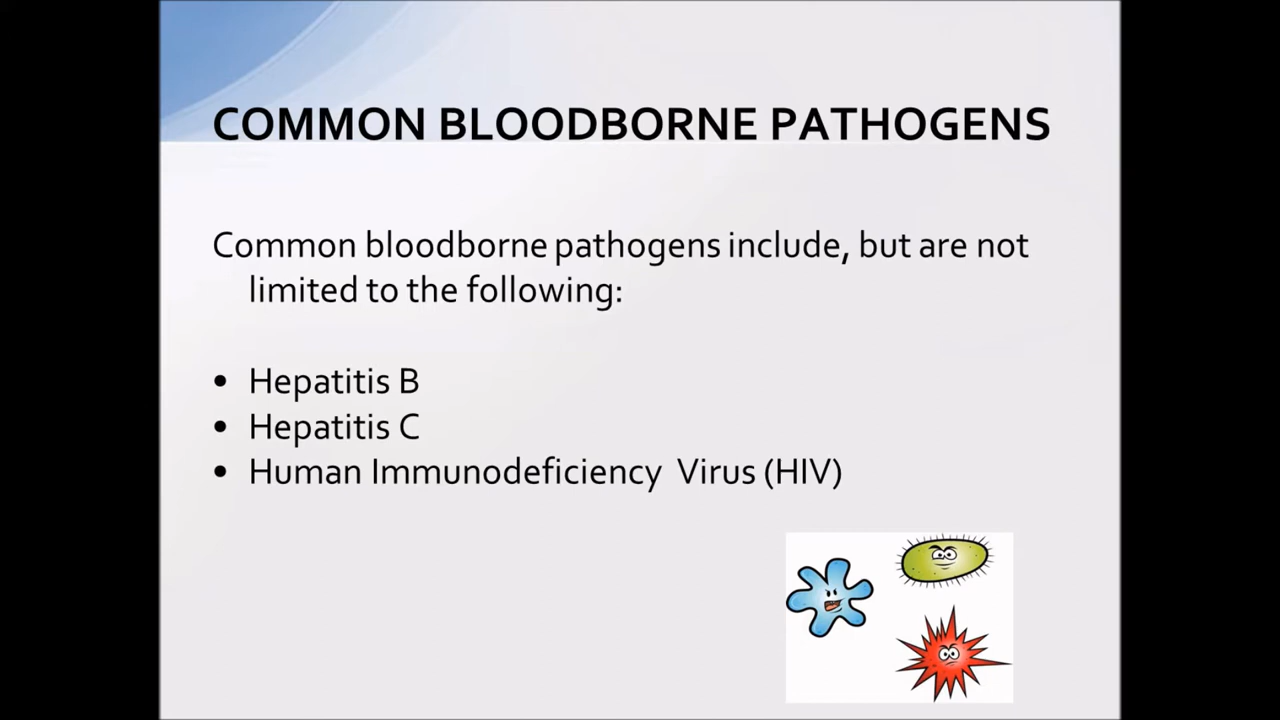 COMMON BLOODBORNE PATHOGENS
Common bloodborne pathogens include, but are not
limited to the following:
• Hepatitis B
• Hepatitis C
• Human Immunodeficiency  Virus (HIV)